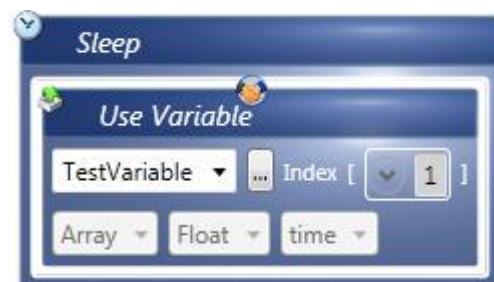 Sleep
Use Variable
TestVariable ... Index [ 1 ]
Array Float time